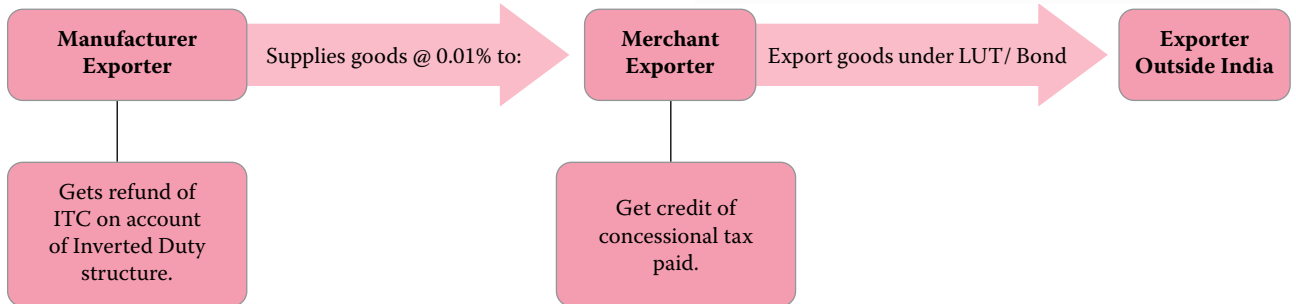 Manufacturer
Exporter
Supplies goods @ 0.01% to:
Merchant
Exporter
Export goods under LUT/ Bond
Exporter
Outside India
Gets refund of
ITC on account
of Inverted Duty
structure.
Get credit of
concessional tax
paid.